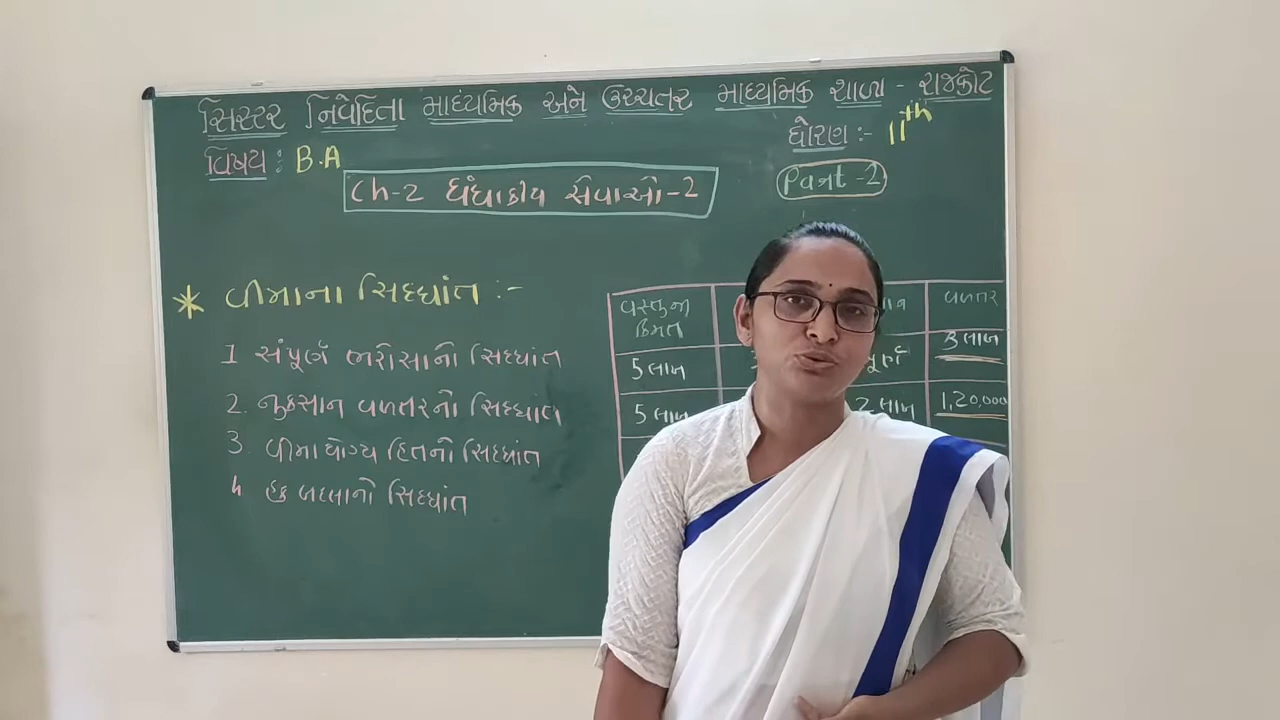 સિસ્ટર નિવેદિતા માધ્યમિક અને ઉચ્ચતર માધ્યમિક શાળા - રાજકોટ
ધોરણ :- 11th
વિષય : B.A
Ch-2 ધંધાકીય સેવાઓ-2
Part-2
* વીમાના સિધ્ધાંત :-
1 સંપૂર્ણ ભરોસાનો સિધ્ધાંત
2. નુકસાન વળતરનો સિધ્ધાંત
3 વીમાયોગ્ય હિતનો સિધ્ધાંત
4 હક બદલાનો સિધ્ધાંત
વસ્તુની કિંમત વળતર
5 લાખ 3 લાખ
5 લાખ 2 લાખ 1,20,000